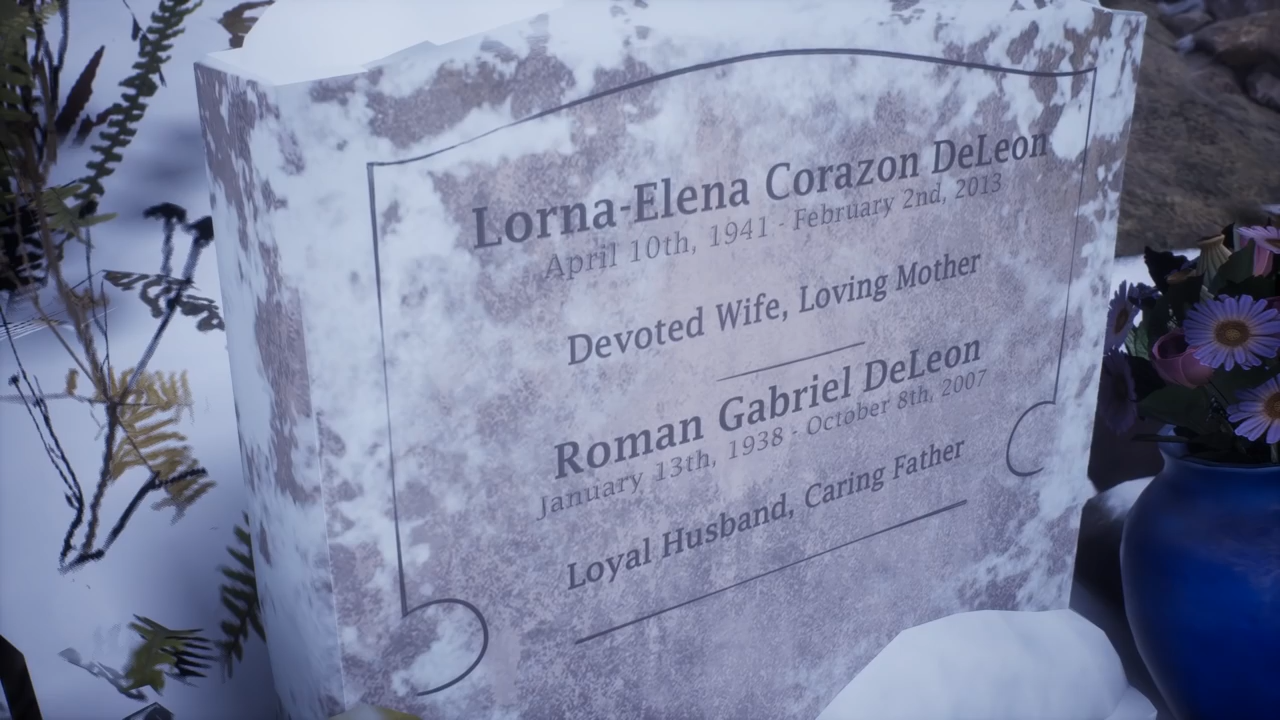 Lorna-Elena Corazon DeLeon
April 10th, 1941 - February 2nd, 2013
Devoted Wife, Loving Mother
Roman Gabriel DeLeon
January 13th, 1938 - October 8th, 2007
Loyal Husband, Caring Father